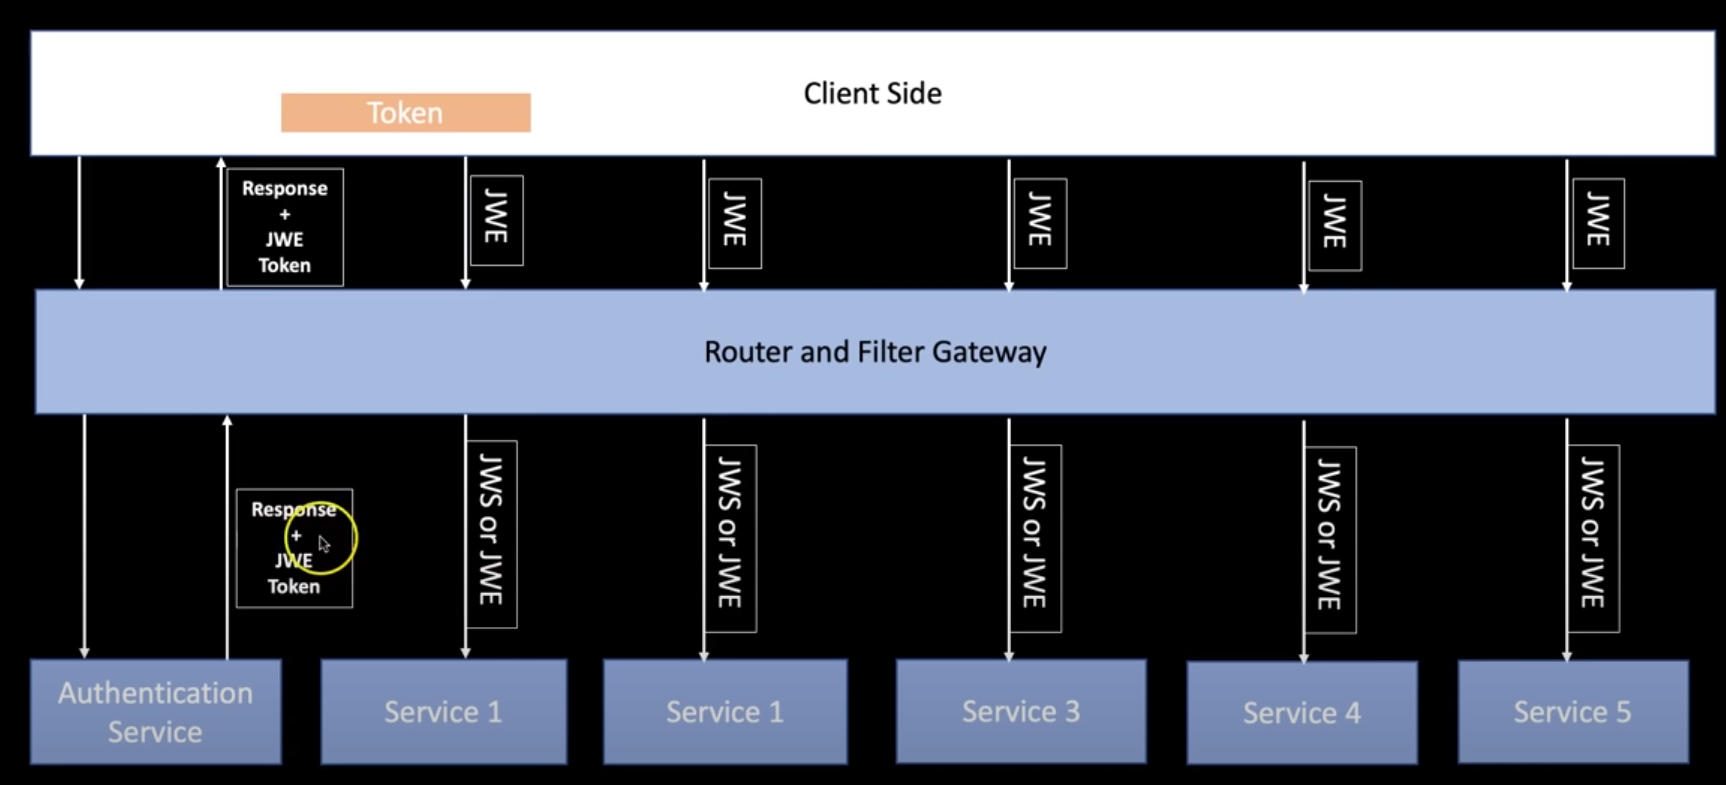 Client Side
Token
Response
+
JWE
Token
JWE
JWE
JWE
JWE
JWE
Router and Filter Gateway
Response
+
JWE
Token
JWS or JWE
JWS or JWE
JWS or JWE
JWS or JWE
JWS or JWE
Authentication
Service
Service 1
Service 1
Service 3
Service 4
Service 5